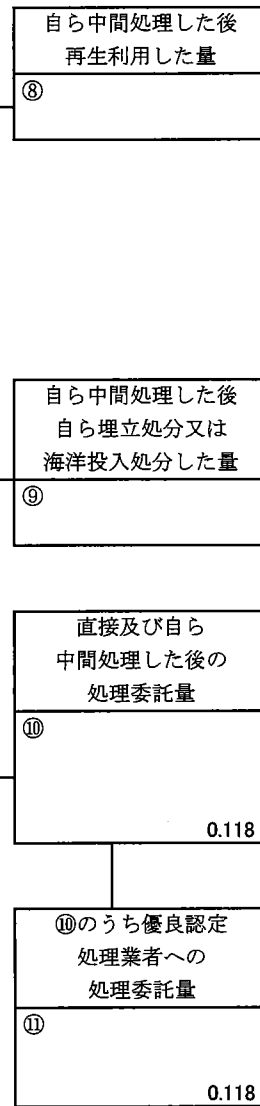 自ら中間処理した後
再生利用した量
⑧
自ら中間処理した後
自ら埋立処分又は
海洋投入処分した量
⑨
直接及び自ら
中間処理した後の
処理委託量
⑩
0.118
⑩のうち優良認定
処理業者への
処理委託量
⑪
0.118